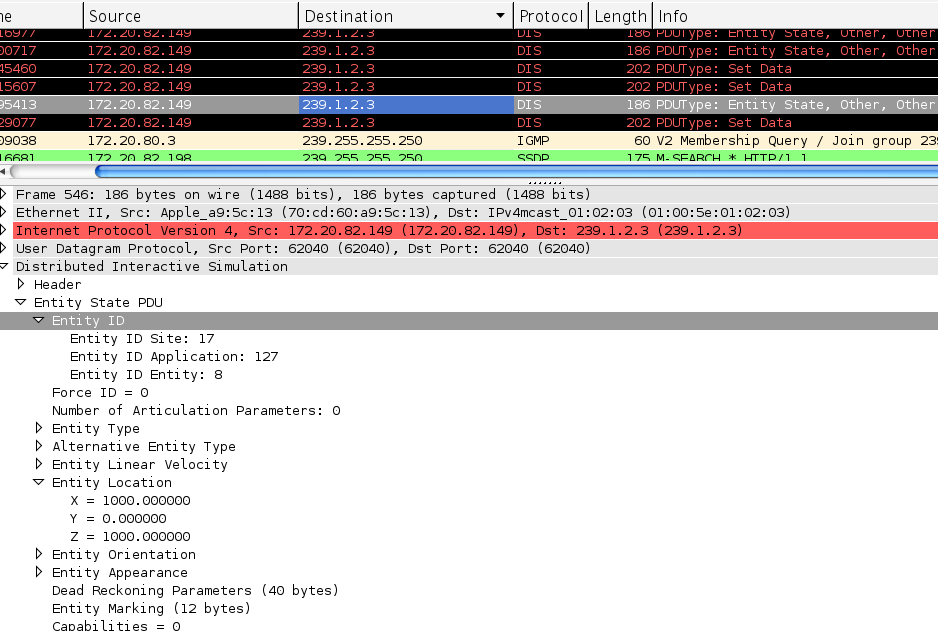 ne Source Destination Protocol Length Info
16977 172.20.82.149 239.1.2.3 DIS 186 PDUType: Entity State, Other, Other
00717 172.20.82.149 239.1.2.3 DIS 186 PDUType: Entity State, Other, Other
45460 172.20.82.149 239.1.2.3 DIS 202 PDUType: Set Data
15607 172.20.82.149 239.1.2.3 DIS 202 PDUType: Set Data
95413 172.20.82.149 239.1.2.3 DIS 186 PDUType: Entity State, Other, Other
29077 172.20.82.149 239.1.2.3 DIS 202 PDUType: Set Data
09038 172.20.80.3 239.255.255.250 IGMP 60 V2 Membership Query / Join group 239
16681 172.20.82.198 239.255.255.250 SSDP 175 M-SEARCH * HTTP/1.1
Frame 546: 186 bytes on wire (1488 bits), 186 bytes captured (1488 bits)
Ethernet II, Src: Apple_a9:5c:13 (70:cd:60:a9:5c:13), Dst: IPv4mcast_01:02:03 (01:00:5e:01:02:03)
Internet Protocol Version 4, Src: 172.20.82.149 (172.20.82.149), Dst: 239.1.2.3 (239.1.2.3)
User Datagram Protocol, Src Port: 62040 (62040), Dst Port: 62040 (62040)
Distributed Interactive Simulation
Header
Entity State PDU
Entity ID
Entity ID Site: 17
Entity ID Application: 127
Entity ID Entity: 8
Force ID = 0
Number of Articulation Parameters: 0
Entity Type
Alternative Entity Type
Entity Linear Velocity
Entity Location
X = 1000.000000
Y = 0.000000
Z = 1000.000000
Entity Orientation
Entity Appearance
Dead Reckoning Parameters (40 bytes)
Entity Marking (12 bytes)
Capabilities = 0